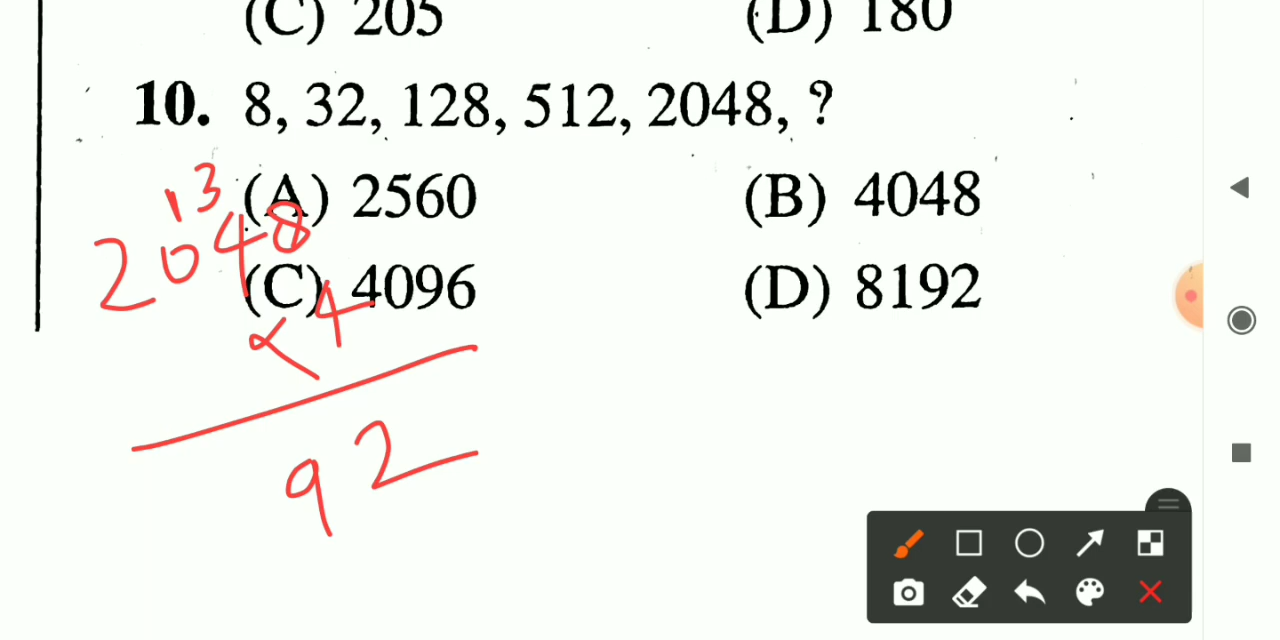 (C) 205 (D) 180
10. 8, 32, 128, 512, 2048, ?
(A) 2560 (B) 4048
(C) 4096 (D) 8192
13
2048
×4
92